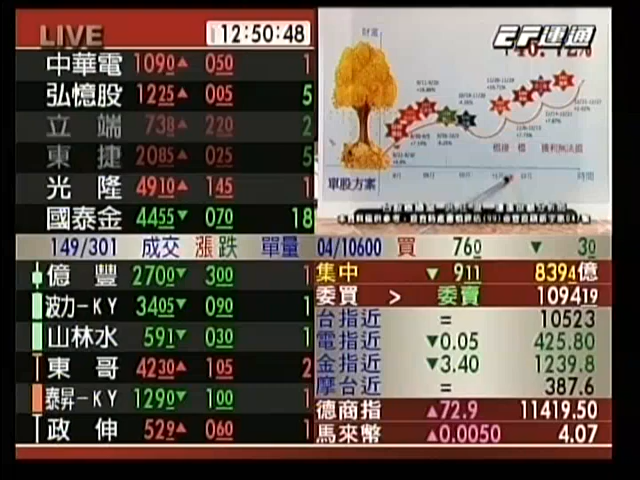 LIVE
12:50:48
中華電 1090▲ 050 1
弘憶股 1225▲ 005 5
立端 738▲ 220 2
東捷 2085▲ 025 5
光隆 4910▲ 145 1
國泰金 4455▼ 070 18
財富
單股方案
時間
149/301 成交 漲跌 單量 04/10600 買 760 ▼ 30
億豐 2700▼ 300 1
波力-KY 3405▼ 090 1
山林水 591▼ 030 1
東哥 4230▲ 105 2
泰昇-KY 1290▼ 100 1
政伸 529▲ 060 1
集中 ▼ 911 8394億
委買 > 委賣 109419
台指近 = 10523
電指近 ▼0.05 425.80
金指近 ▼3.40 1239.8
摩台近 = 387.6
德商指 ▲72.9 11419.50
馬來幣 ▲0.0050 4.07